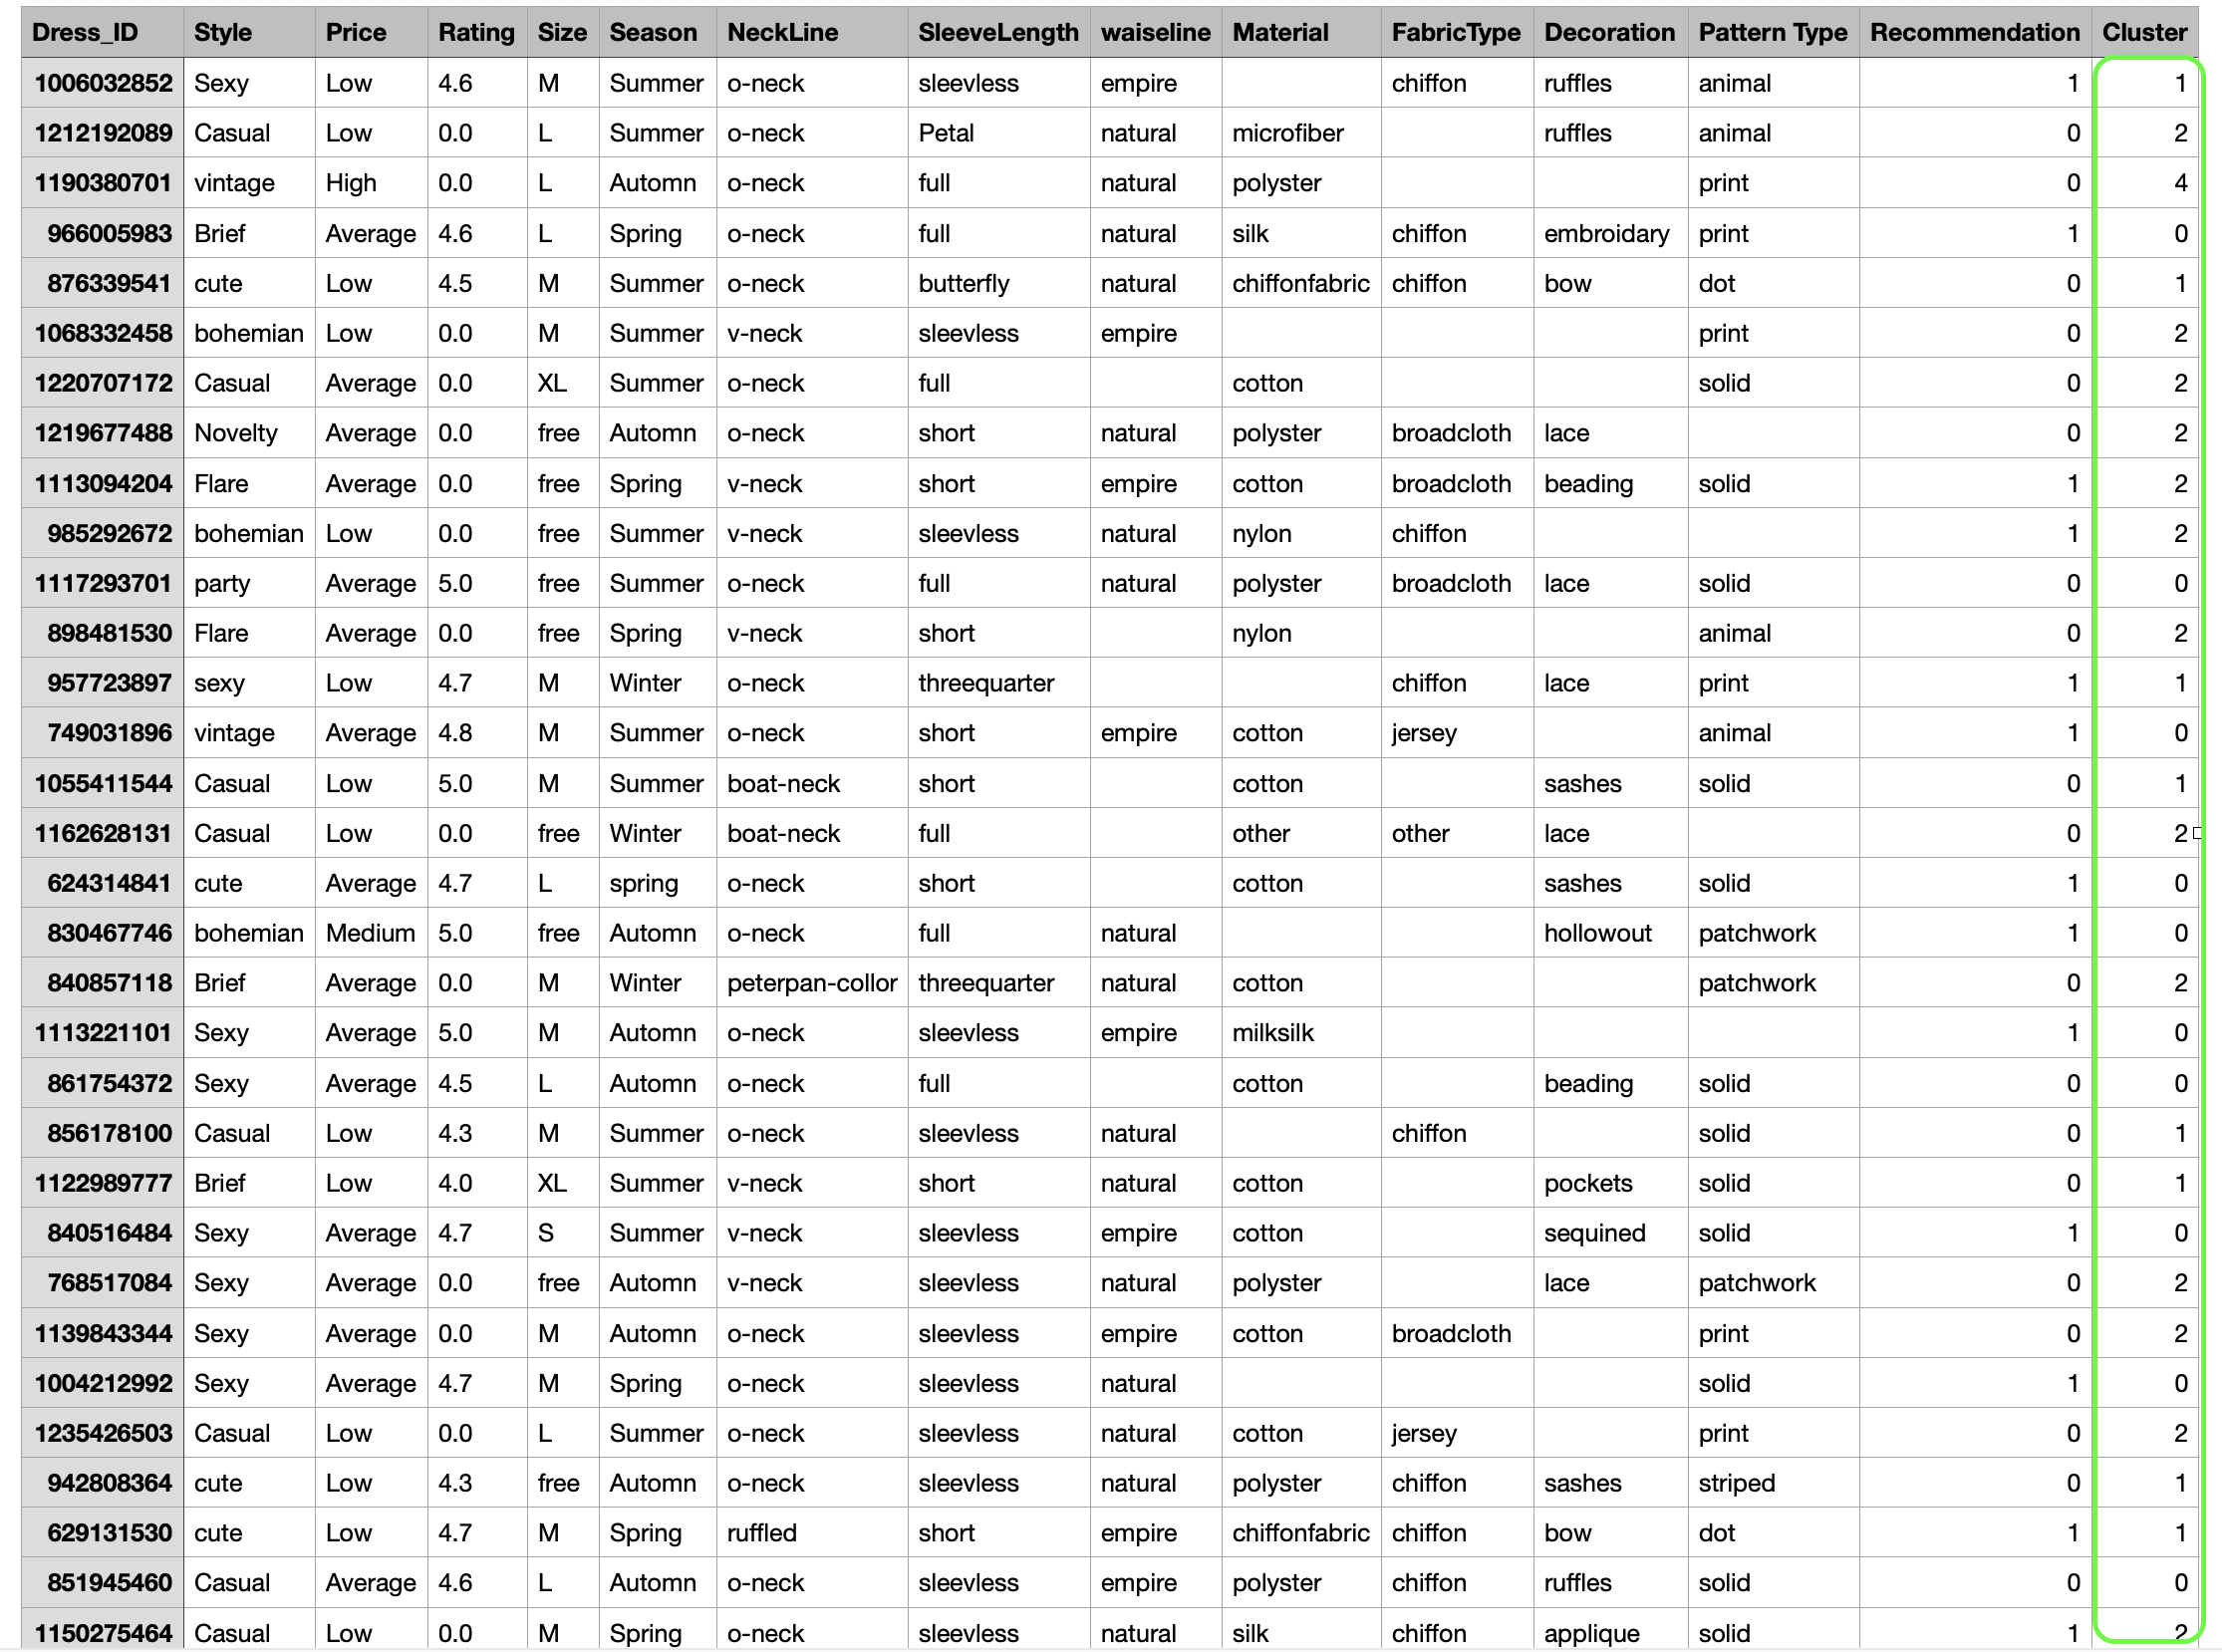 Dress_ID Style Price Rating Size Season NeckLine SleeveLength waiseline Material FabricType Decoration Pattern Type Recommendation Cluster
1006032852 Sexy Low 4.6 M Summer o-neck sleevless empire chiffon ruffles animal 1 1
1212192089 Casual Low 0.0 L Summer o-neck Petal natural microfiber ruffles animal 0 2
1190380701 vintage High 0.0 L Automn o-neck full natural polyster print 0 4
966005983 Brief Average 4.6 L Spring o-neck full natural silk chiffon embroidary print 1 0
876339541 cute Low 4.5 M Summer o-neck butterfly natural chiffonfabric chiffon bow dot 0 1
1068332458 bohemian Low 0.0 M Summer v-neck sleevless empire print 0 2
1220707172 Casual Average 0.0 XL Summer o-neck full cotton solid 0 2
1219677488 Novelty Average 0.0 free Automn o-neck short natural polyster broadcloth lace 0 2
1113094204 Flare Average 0.0 free Spring v-neck short empire cotton broadcloth beading solid 1 2
985292672 bohemian Low 0.0 free Summer v-neck sleevless natural nylon chiffon 1 2
1117293701 party Average 5.0 free Summer o-neck full natural polyster broadcloth lace solid 0 0
898481530 Flare Average 0.0 free Spring v-neck short nylon animal 0 2
957723897 sexy Low 4.7 M Winter o-neck threequarter chiffon lace print 1 1
749031896 vintage Average 4.8 M Summer o-neck short empire cotton jersey animal 1 0
1055411544 Casual Low 5.0 M Summer boat-neck short cotton sashes solid 0 1
1162628131 Casual Low 0.0 free Winter boat-neck full other other lace 0 2
624314841 cute Average 4.7 L spring o-neck short cotton sashes solid 1 0
830467746 bohemian Medium 5.0 free Automn o-neck full natural hollowout patchwork 1 0
840857118 Brief Average 0.0 M Winter peterpan-collor threequarter natural cotton patchwork 0 2
1113221101 Sexy Average 5.0 M Automn o-neck sleevless empire milksilk 1 0
861754372 Sexy Average 4.5 L Automn o-neck full cotton beading solid 0 0
856178100 Casual Low 4.3 M Summer o-neck sleevless natural chiffon solid 0 1
1122989777 Brief Low 4.0 XL Summer v-neck short natural cotton pockets solid 0 1
840516484 Sexy Average 4.7 S Summer v-neck sleevless empire cotton sequined solid 1 0
768517084 Sexy Average 0.0 free Automn v-neck sleevless natural polyster lace patchwork 0 2
1139843344 Sexy Average 0.0 M Automn o-neck sleevless empire cotton broadcloth print 0 2
1004212992 Sexy Average 4.7 M Spring o-neck sleevless natural solid 1 0
1235426503 Casual Low 0.0 L Summer o-neck sleevless natural cotton jersey print 0 2
942808364 cute Low 4.3 free Automn o-neck sleevless natural polyster chiffon sashes striped 0 1
629131530 cute Low 4.7 M Spring ruffled short empire chiffonfabric chiffon bow dot 1 1
851945460 Casual Average 4.6 L Automn o-neck sleevless empire polyster chiffon ruffles solid 0 0
1150275464 Casual Low 0.0 M Spring o-neck sleevless natural silk chiffon applique solid 1 2